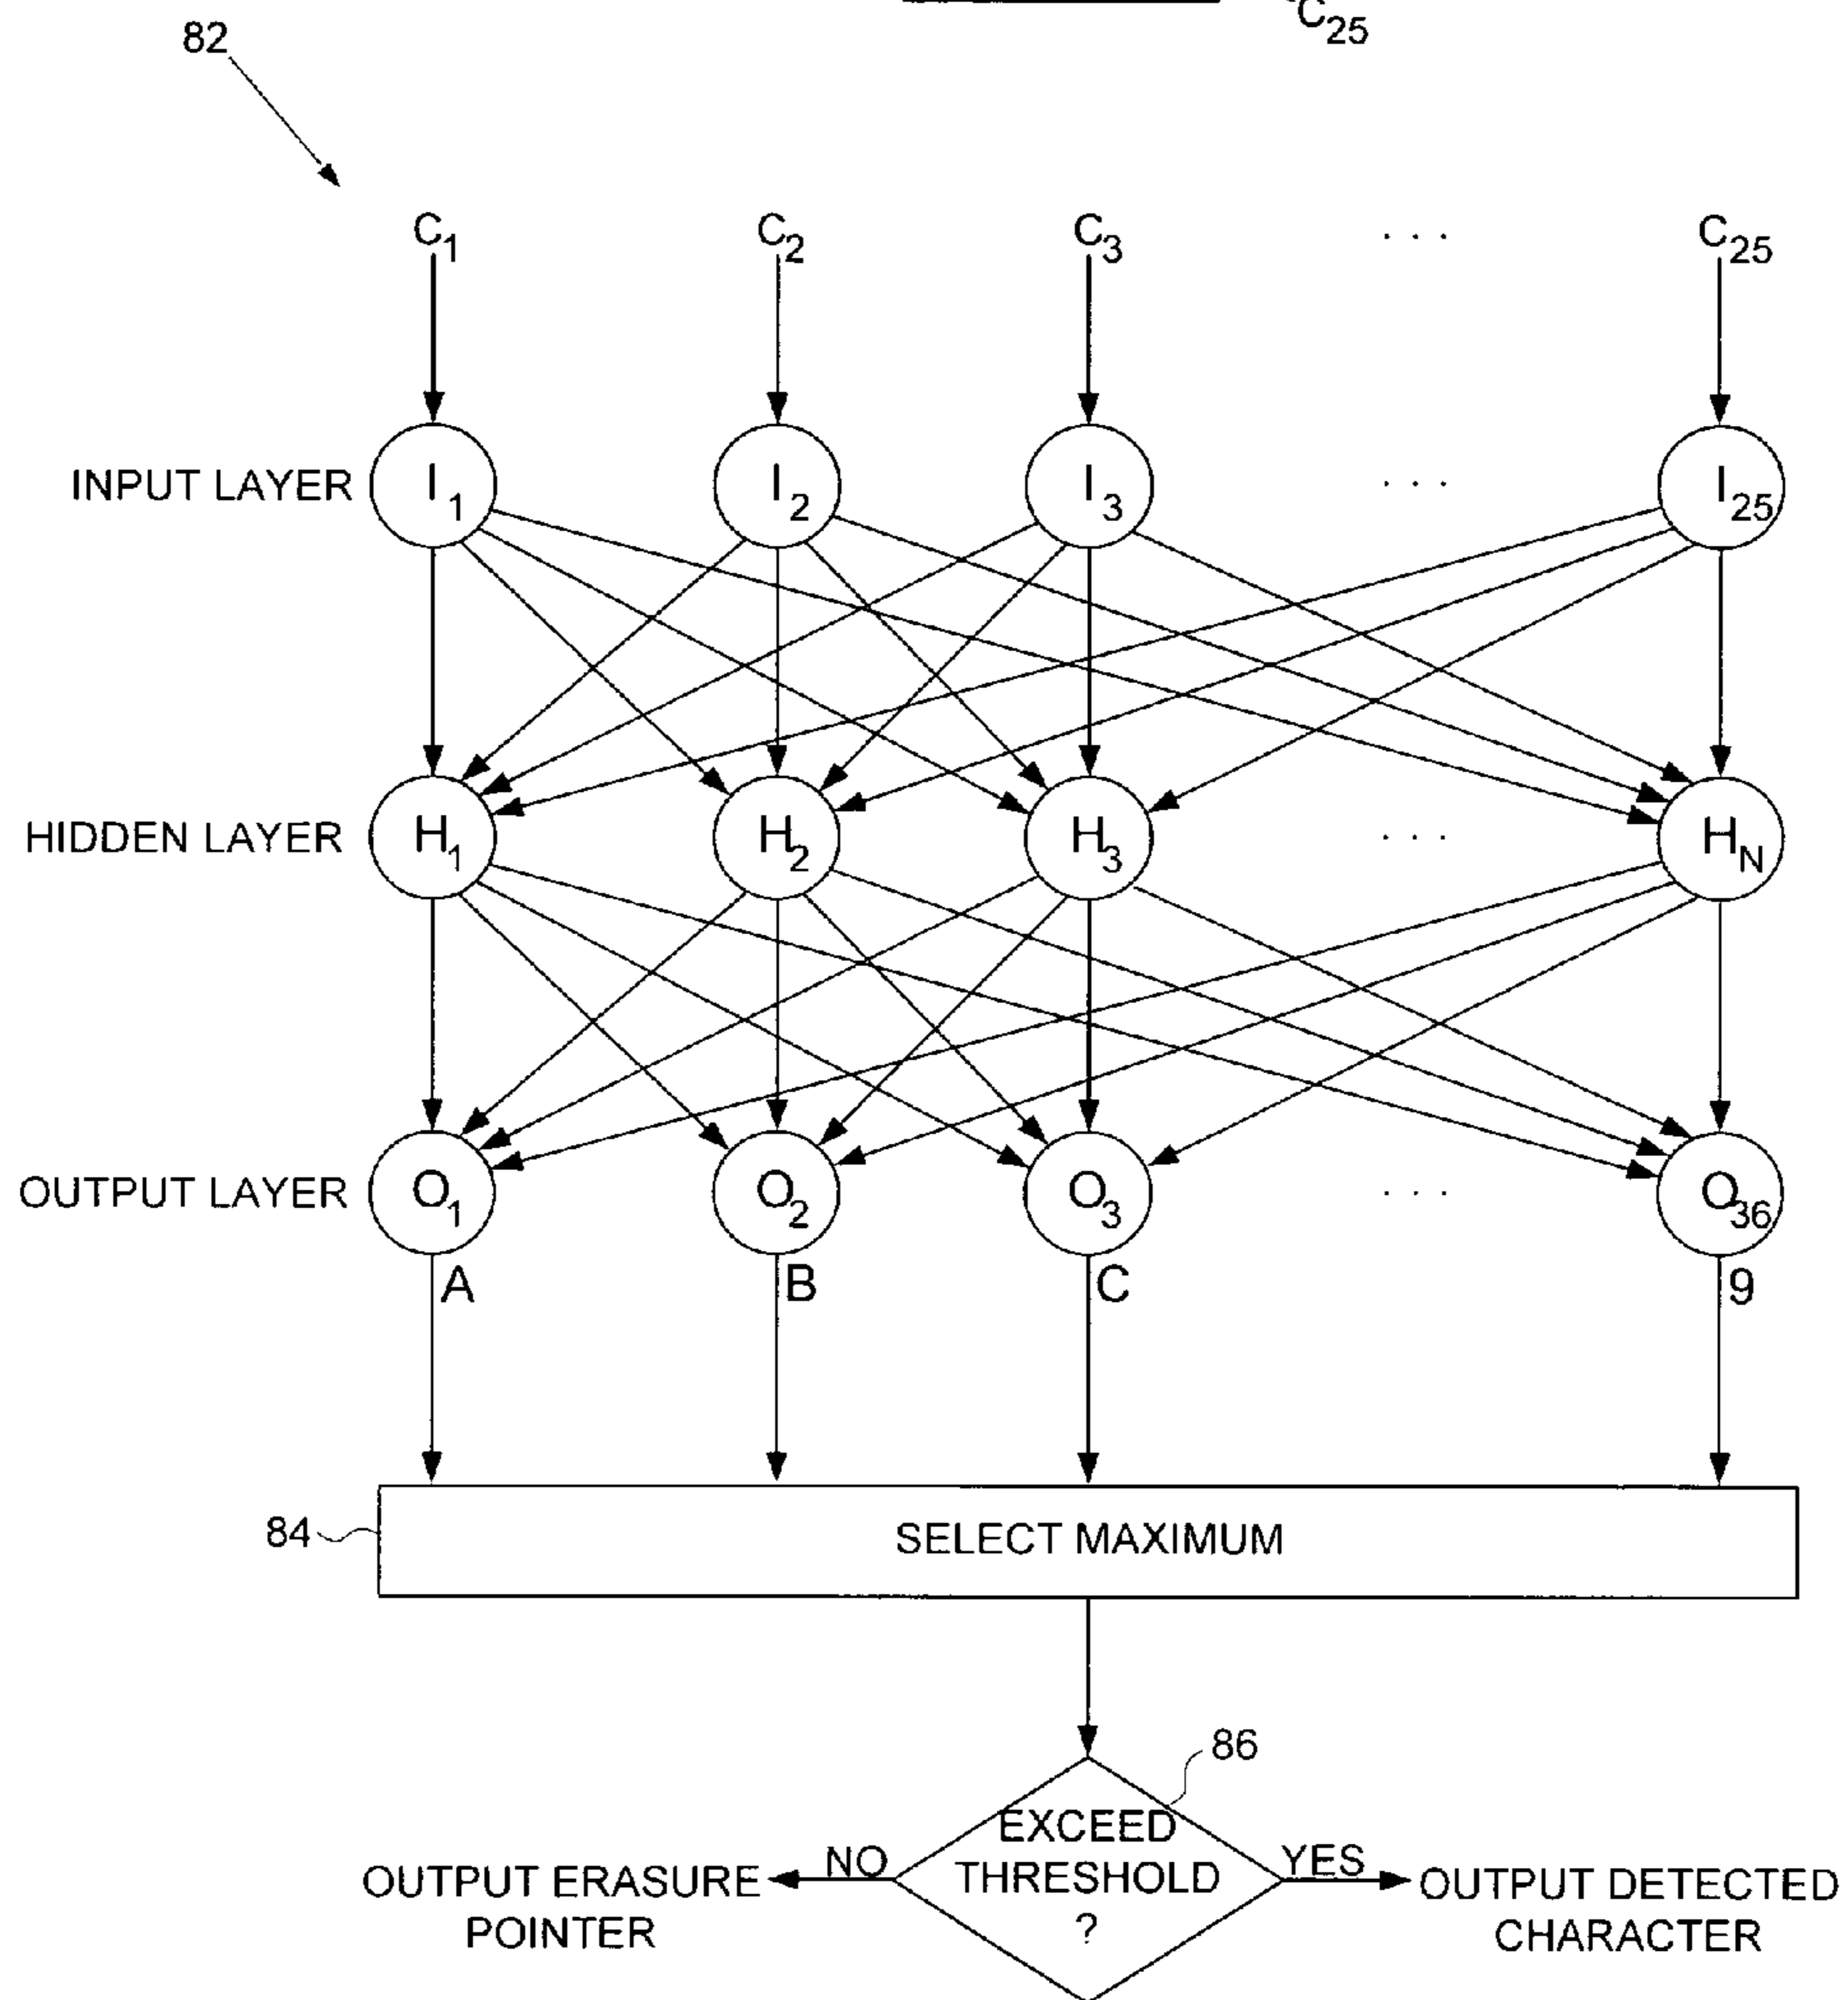 C25
82
C1 C2 C3 . . . C25
INPUT LAYER I1 I2 I3 . . . I25
HIDDEN LAYER H1 H2 H3 . . . HN
OUTPUT LAYER O1 O2 O3 . . . O36
A B C 9
84 SELECT MAXIMUM
86
EXCEED
THRESHOLD
?
NO
YES
OUTPUT ERASURE
POINTER
OUTPUT DETECTED
CHARACTER